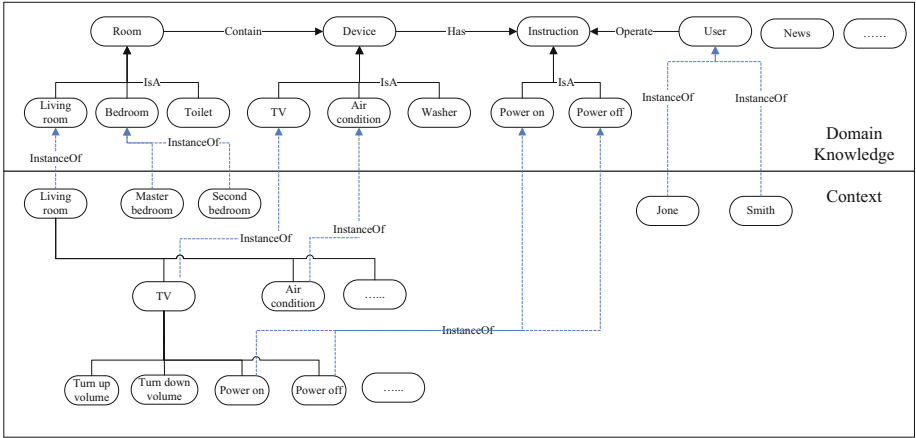 Room
Contain
Device
Has
Instruction
Operate
User
News
......
IsA
IsA
IsA
Living
room
Bedroom
Toilet
TV
Air
condition
Washer
Power on
Power off
InstanceOf
InstanceOf
InstanceOf
InstanceOf
Domain
Knowledge
Living
room
Master
bedroom
Second
bedroom
Jone
Smith
Context
InstanceOf
InstanceOf
TV
Air
condition
......
InstanceOf
Turn up
volume
Turn down
volume
Power on
Power off
......